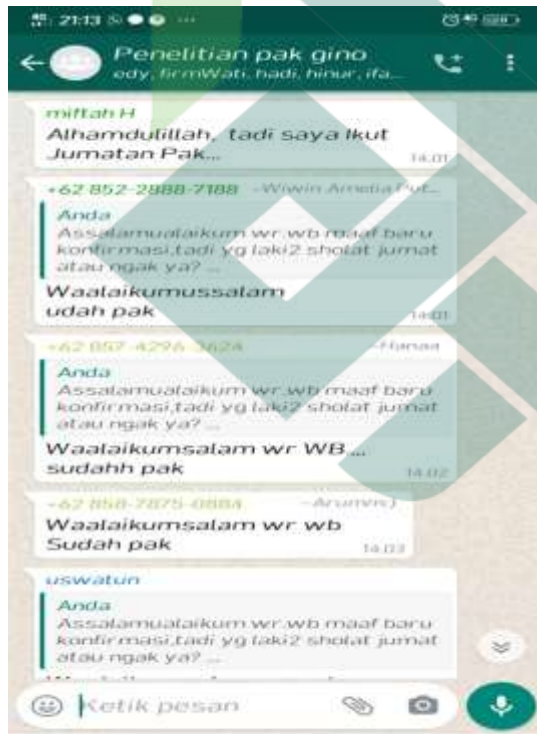 21:13
Penelitian pak gino
edy, firmWati, hadi, hinur, ifa...
miftah H
Alhamdulillah, tadi saya Ikut
Jumatan Pak...
14.01
+62 852-2888-7188 ~Wiwin Amelia Put...
Anda
Assalamualaikum wr.wb maaf baru
konfirmasi,tadi yg laki2 sholat jumat
atau ngak ya? ...
Waalaikumussalam
udah pak
14.01
+62 857-4296-3624 ~Hanaa
Anda
Assalamualaikum wr.wb maaf baru
konfirmasi,tadi yg laki2 sholat jumat
atau ngak ya? ...
Waalaikumsalam wr WB...
sudahh pak
14.02
+62 858-7875-0884
Waalaikumsalam wr wb
Sudah pak
14.03
uswatun
Anda
Assalamualaikum wr.wb maaf baru
konfirmasi,tadi yg laki2 sholat jumat
atau ngak ya? ...
Ketik pesan